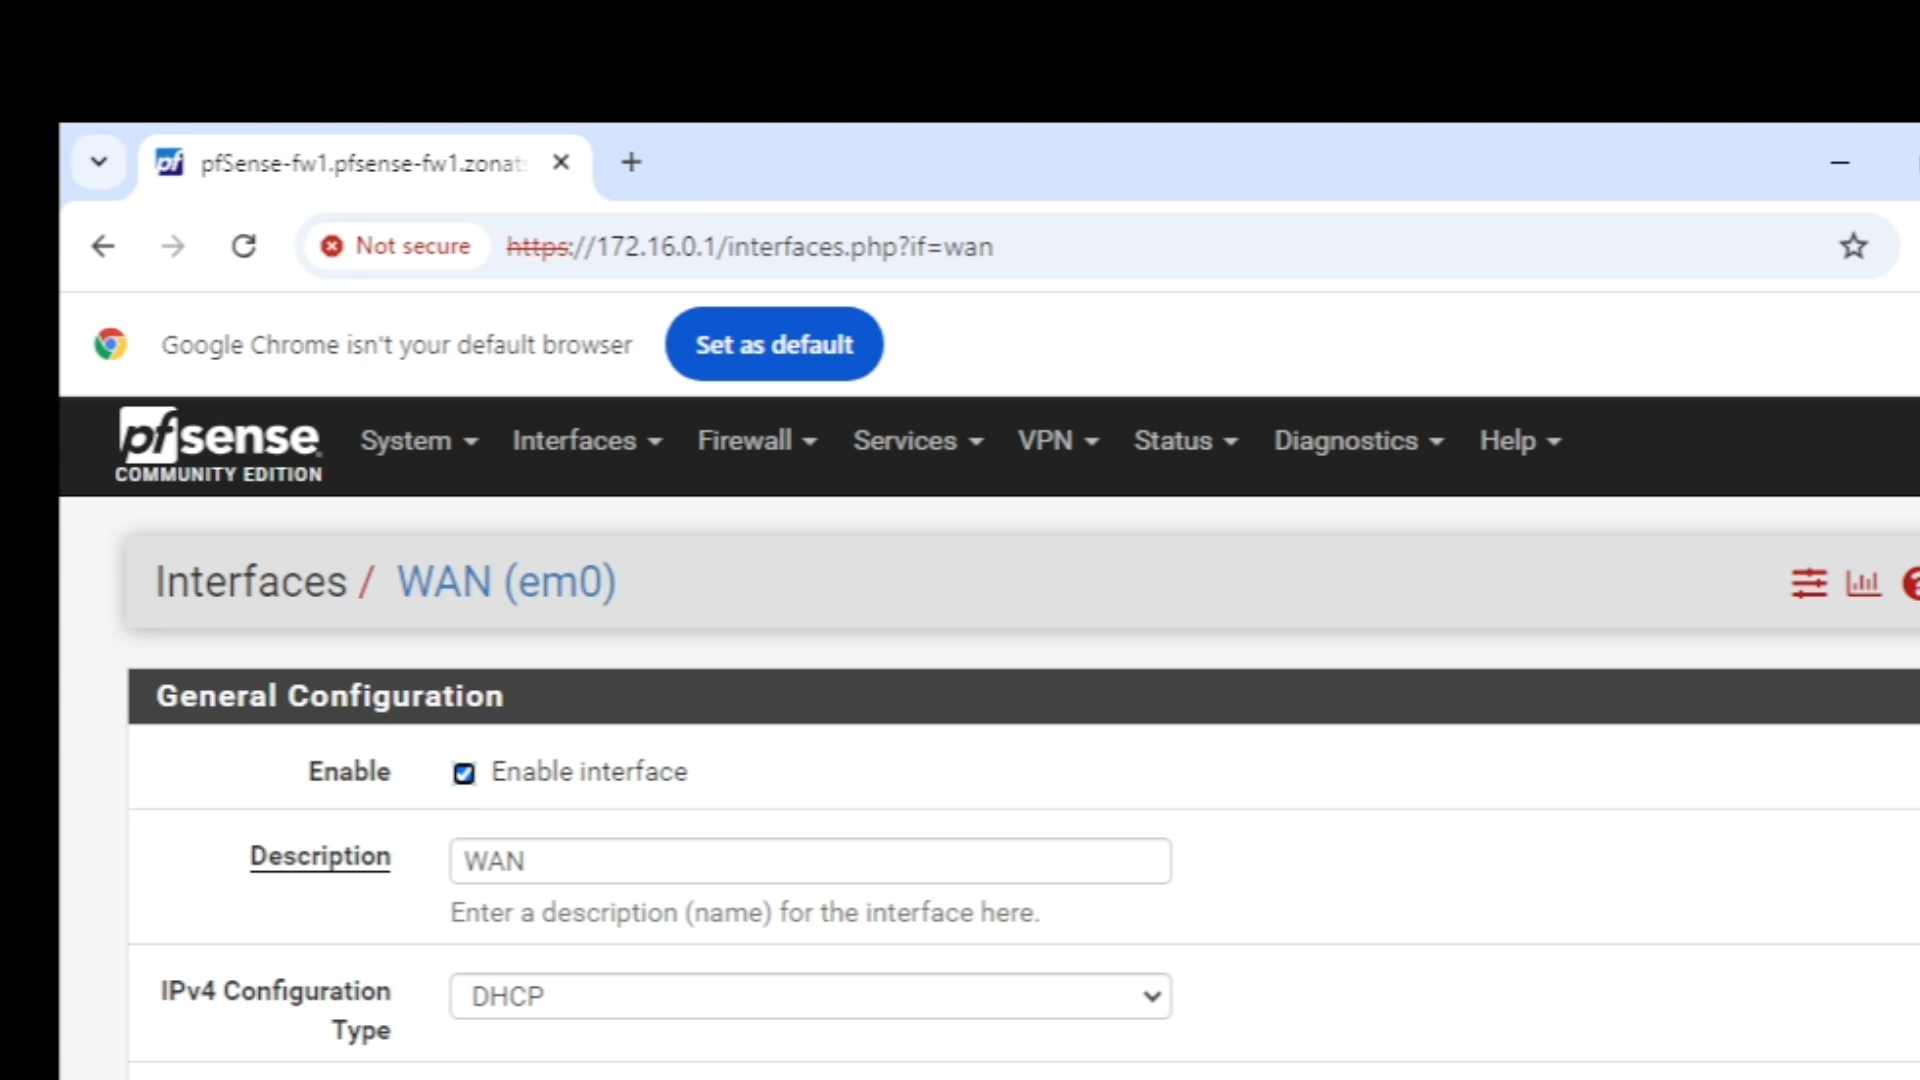 pfSense-fw1.pfsense-fw1.zonat
Not secure https://172.16.0.1/interfaces.php?if=wan
Google Chrome isn't your default browser Set as default
pfsense COMMUNITY EDITION
System Interfaces Firewall Services VPN Status Diagnostics Help
Interfaces / WAN (em0)
General Configuration
Enable Enable interface
Description WAN
Enter a description (name) for the interface here.
IPv4 Configuration Type DHCP